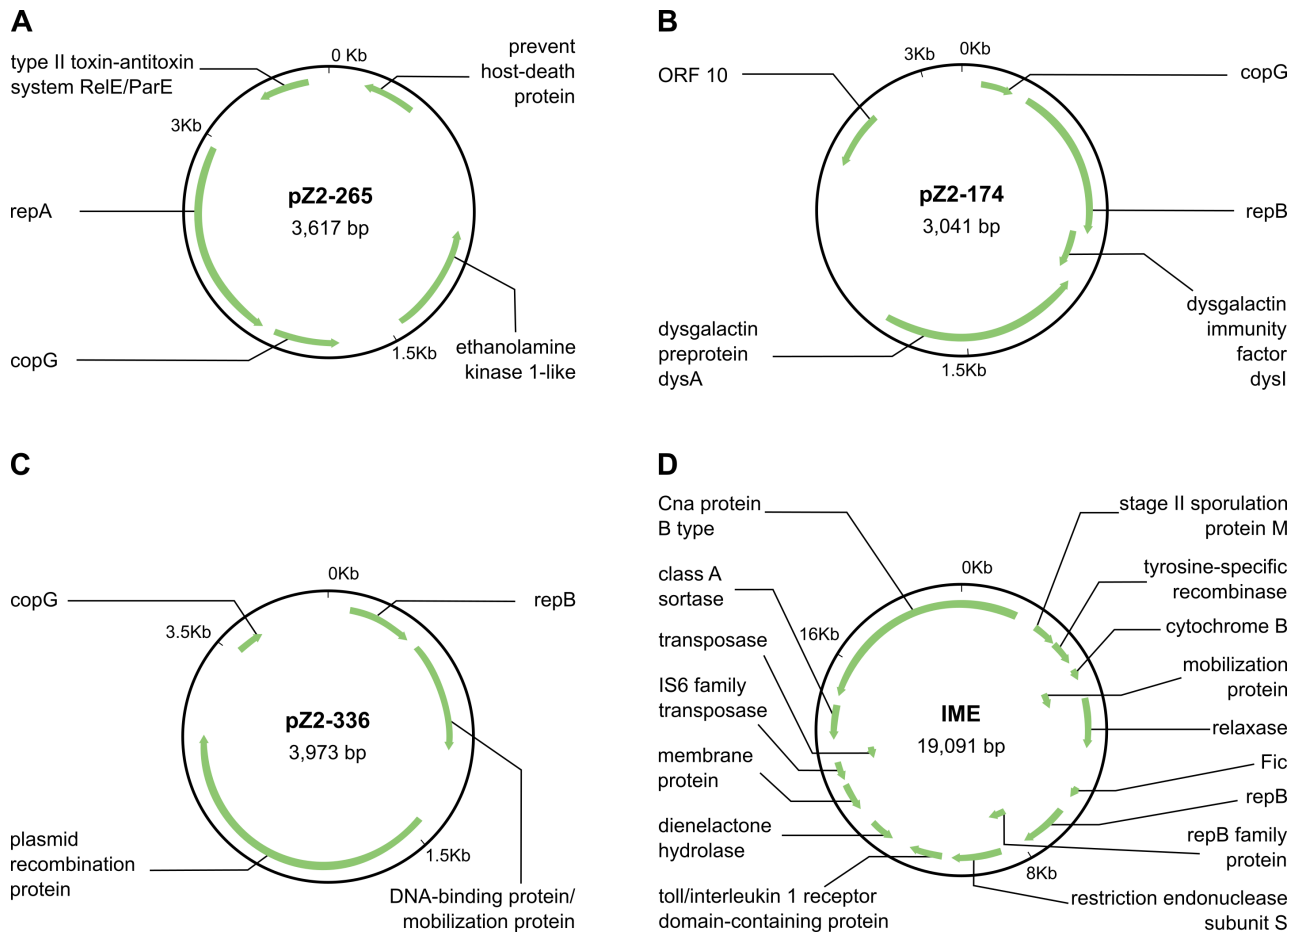 A
type II toxin-antitoxin
system RelE/ParE
0 Kb
prevent
host-death
protein
3Kb
repA
pZ2-265
3,617 bp
copG
1.5Kb
ethanolamine
kinase 1-like
B
ORF 10
3Kb
0Kb
copG
pZ2-174
3,041 bp
repB
dysgalactin
preprotein
dysA
1.5Kb
dysgalactin
immunity
factor
dysI
C
copG
0Kb
repB
3.5Kb
pZ2-336
3,973 bp
plasmid
recombination
protein
1.5Kb
DNA-binding protein/
mobilization protein
D
Cna protein
B type
class A
sortase
transposase
IS6 family
transposase
membrane
protein
dienelactone
hydrolase
toll/interleukin 1 receptor
domain-containing protein
0Kb
16Kb
IME
19,091 bp
8Kb
stage II sporulation
protein M
tyrosine-specific
recombinase
cytochrome B
mobilization
protein
relaxase
Fic
repB
repB family
protein
restriction endonuclease
subunit S